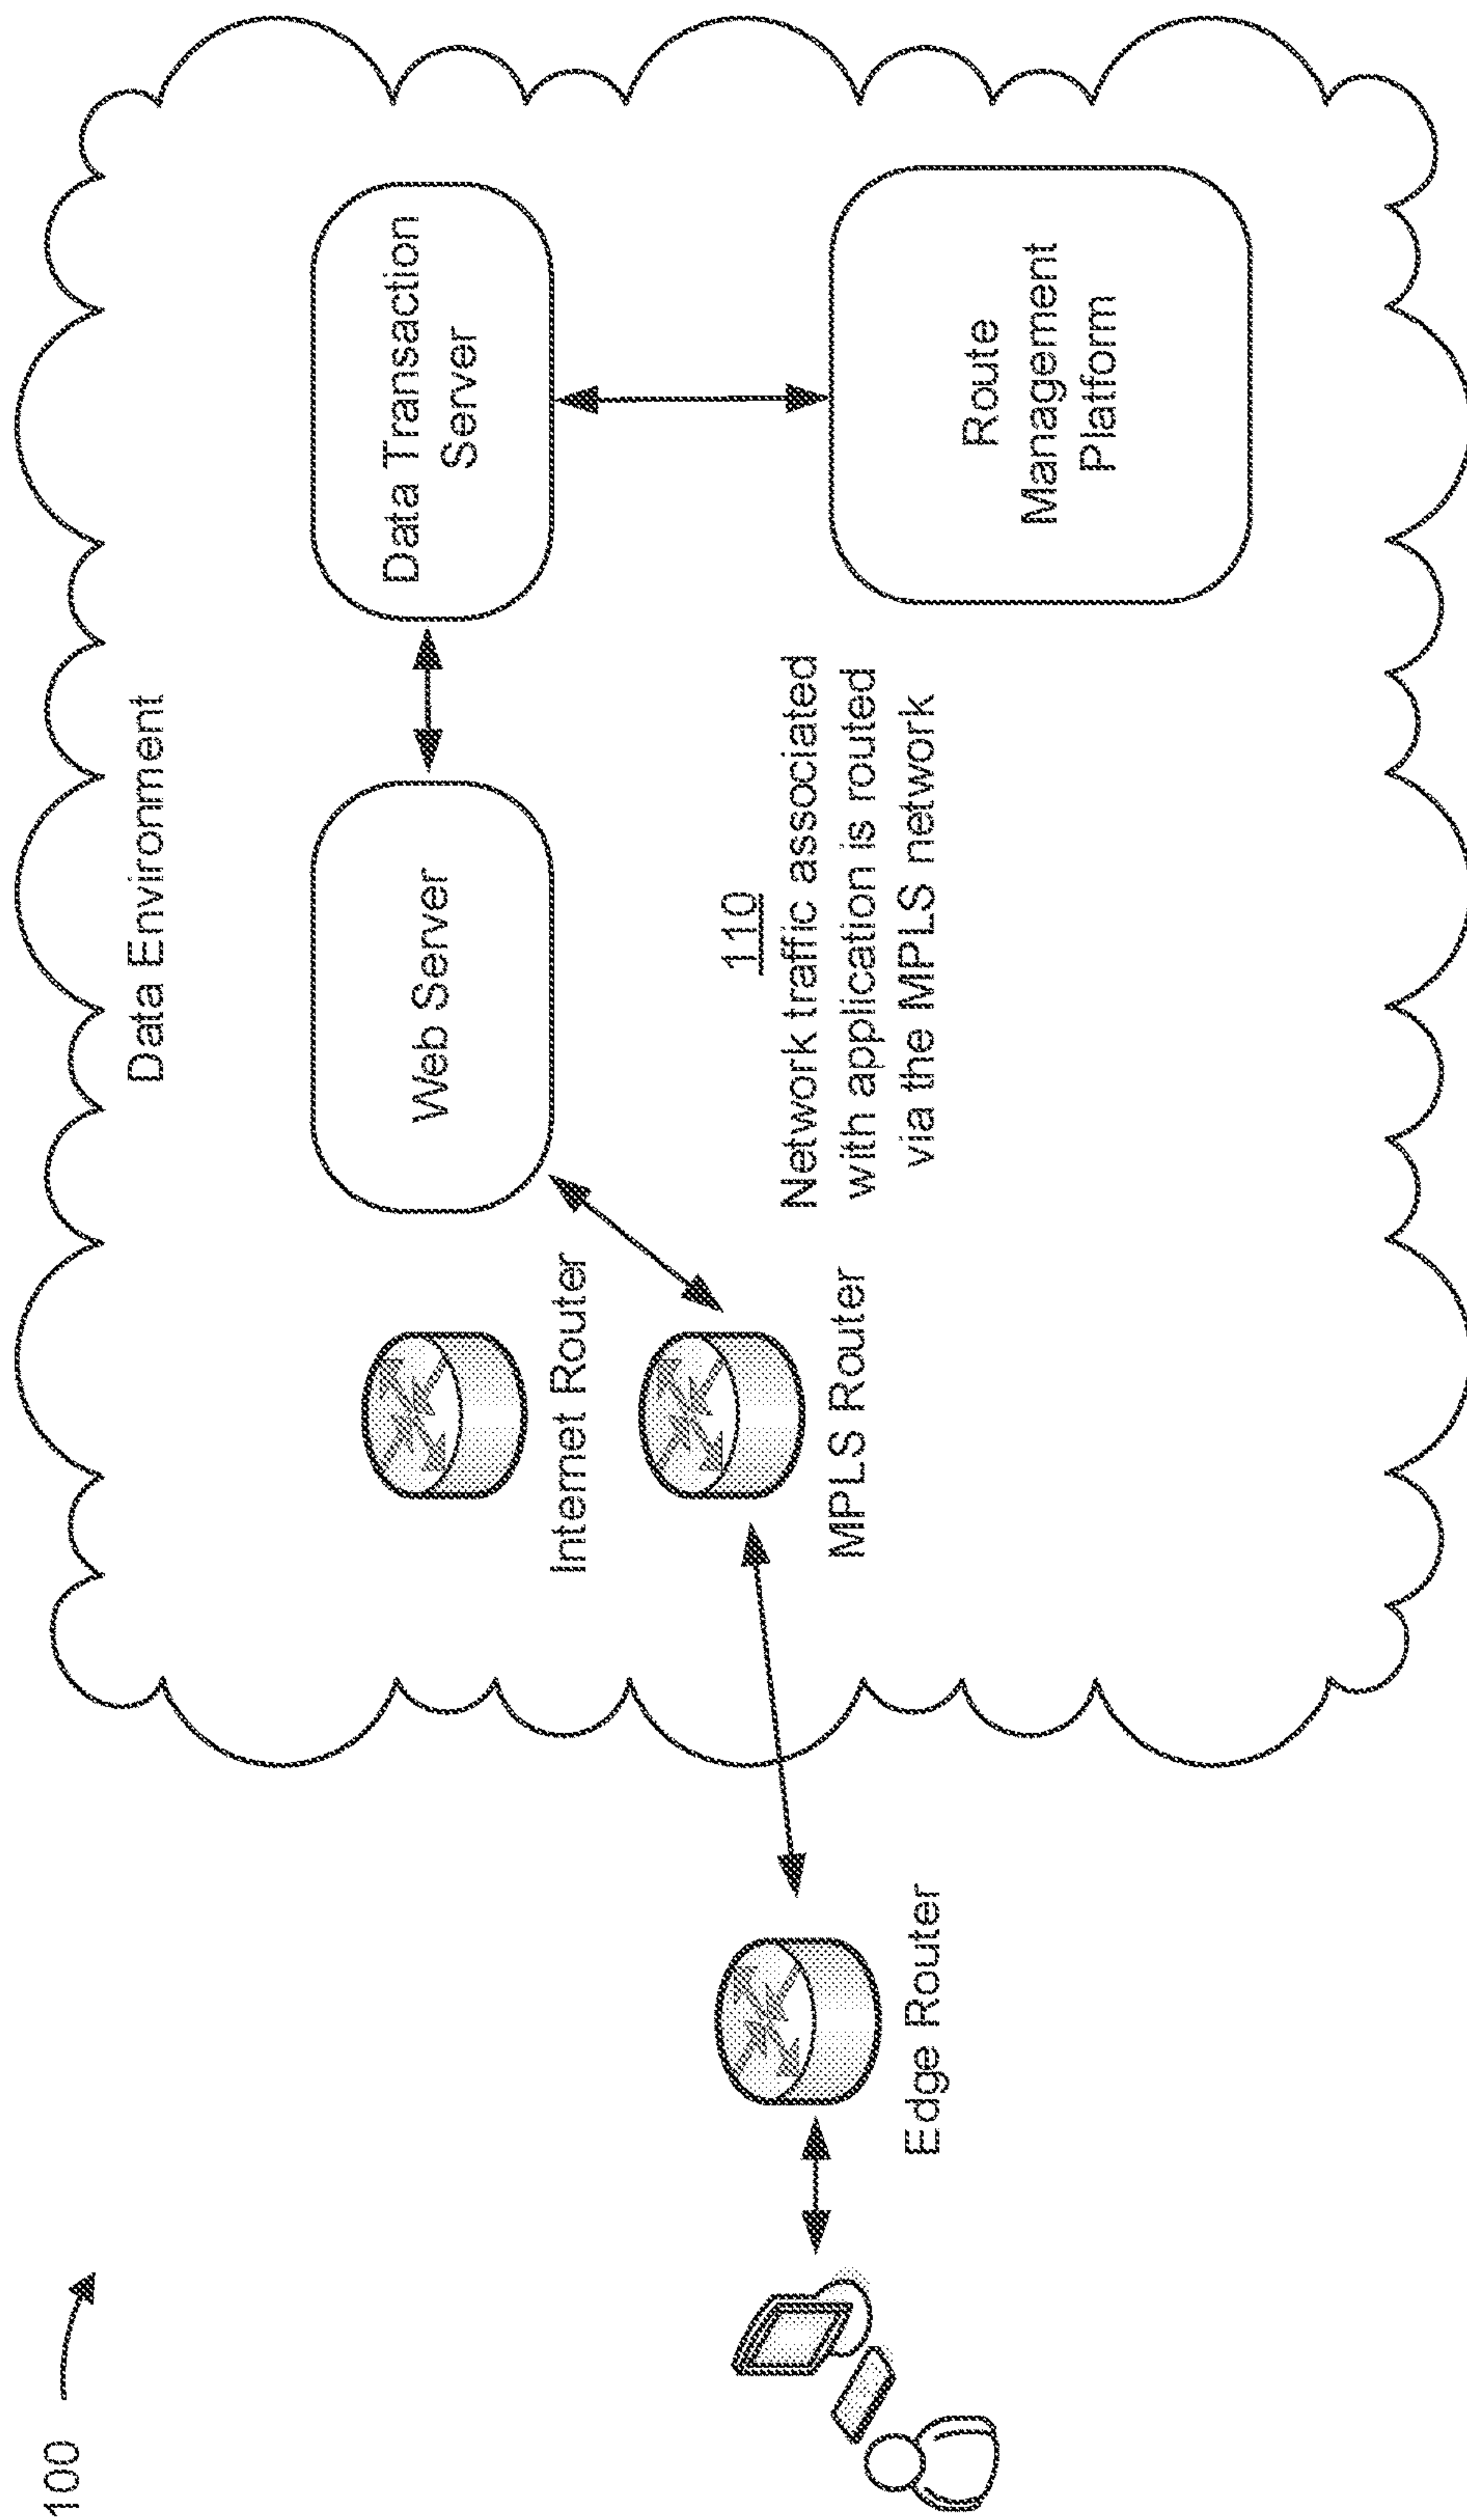 100
Data Environment
Internet Router
Web Server
Data Transaction
Server
Edge Router
MPLS Router
110
Network traffic associated
with application is routed
via the MPLS network
Route
Management
Platform